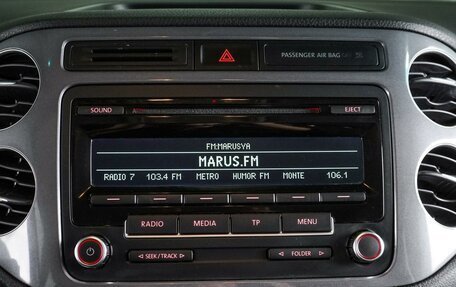 PASSENGER AIR BAG
SOUND EJECT
FM:MARUSYA
MARUS.FM
RADIO 7 103.4 FM METRO HUMOR FM MONTE 106.1
RADIO MEDIA TP MENU
◁ SEEK/TRACK ▷ ◁ FOLDER ▷